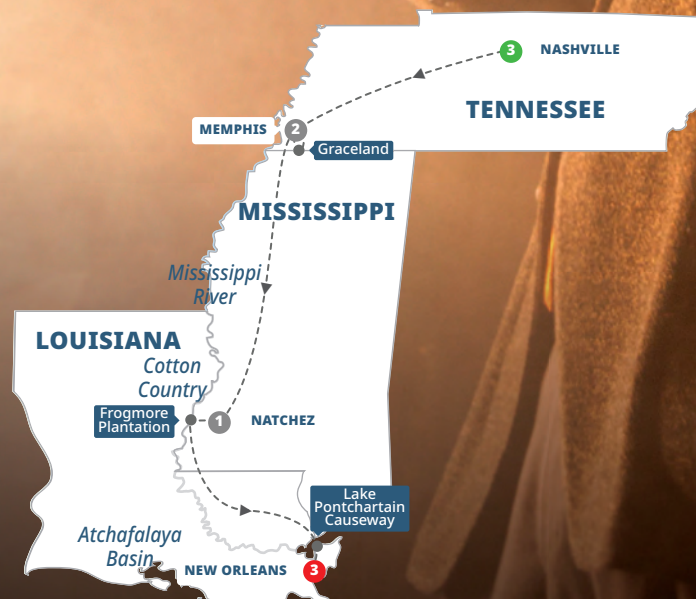 3 NASHVILLE
TENNESSEE
MEMPHIS 2
Graceland
MISSISSIPPI
Mississippi
River
LOUISIANA
Cotton
Country
Frogmore
Plantation
1 NATCHEZ
Lake
Pontchartain
Causeway
Atchafalaya
Basin
NEW ORLEANS 3